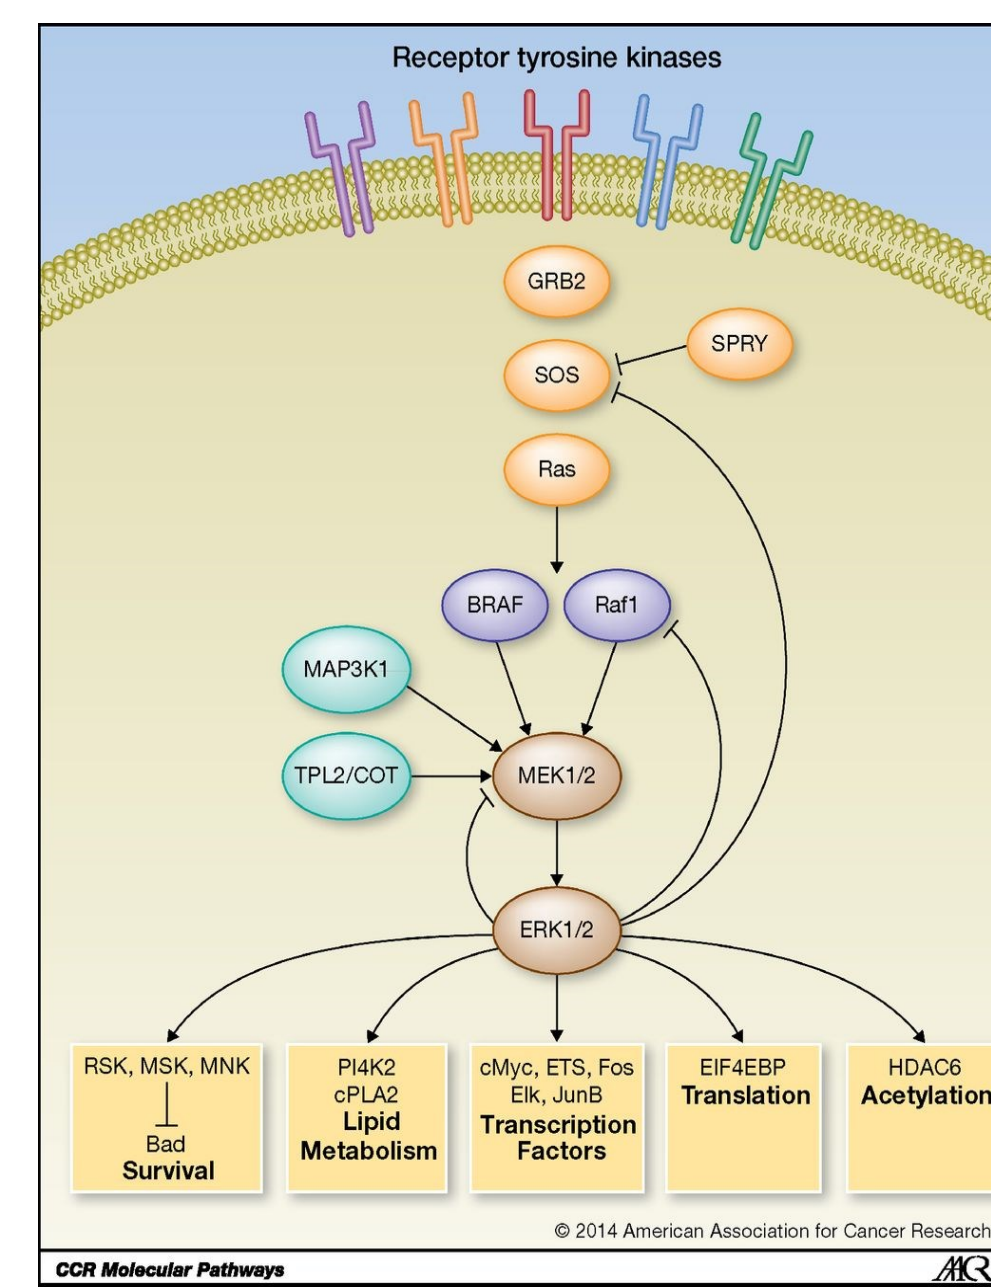 Receptor tyrosine kinases
GRB2
SPRY
SOS
Ras
BRAF
Raf1
MAP3K1
TPL2/COT
MEK1/2
ERK1/2
RSK, MSK, MNK
Bad
Survival
PI4K2
cPLA2
Lipid
Metabolism
cMyc, ETS, Fos
Elk, JunB
Transcription
Factors
EIF4EBP
Translation
HDAC6
Acetylation
© 2014 American Association for Cancer Research
CCR Molecular Pathways
AACR